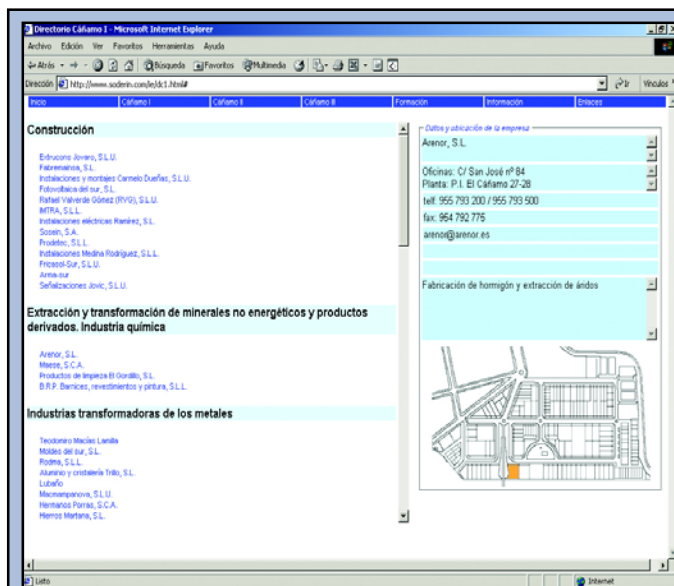 Directorio Cáñamo I - Microsoft Internet Explorer
Archivo Edición Ver Favoritos Herramientas Ayuda
Atrás Búsqueda Favoritos Multimedia
Dirección http://www.soderin.com/le/dc1.html# Ir Vínculos
Inicio Cáñamo I Cáñamo II Cáñamo III Formación Información Enlaces
Construcción
Extrucons Jovaro, S.L.U.
Fabremainsa, S.L.
Instalaciones y montajes Carmelo Dueñas, S.L.U.
Fotovoltaica del sur, S.L.
Rafael Valverde Gómez (RVG), S.L.U.
IMTRA, S.L.L.
Instalaciones eléctricas Ramírez, S.L.
Sosein, S.A.
Prodetec, S.L.L.
Instalaciones Medina Rodríguez, S.L.L.
Fricasol-Sur, S.L.U.
Arma-sur
Señalizaciones Jovic, S.L.U.
Extracción y transformación de minerales no energéticos y productos
derivados. Industria química
Arenor, S.L.
Maese, S.C.A.
Productos de limpieza El Gordillo, S.L.
B.R.P. Barnices, revestimientos y pintura, S.L.L.
Industrias transformadoras de los metales
Teodomiro Macías Lamilla
Moldes del sur, S.L.
Rodma, S.L.L.
Aluminio y cristalería Trillo, S.L.
Lubaño
Macmampanova, S.L.U.
Hermanos Porras, S.C.A.
Hierros Martana, S.L.
Datos y ubicación de la empresa
Arenor, S.L.
Oficinas: C/ San José nº 84
Planta: P.I. El Cáñamo 27-28
telf: 955 793 200 / 955 793 500
fax: 954 792 775
arenor@arenor.es
Fabricación de hormigón y extracción de áridos
Listo Internet